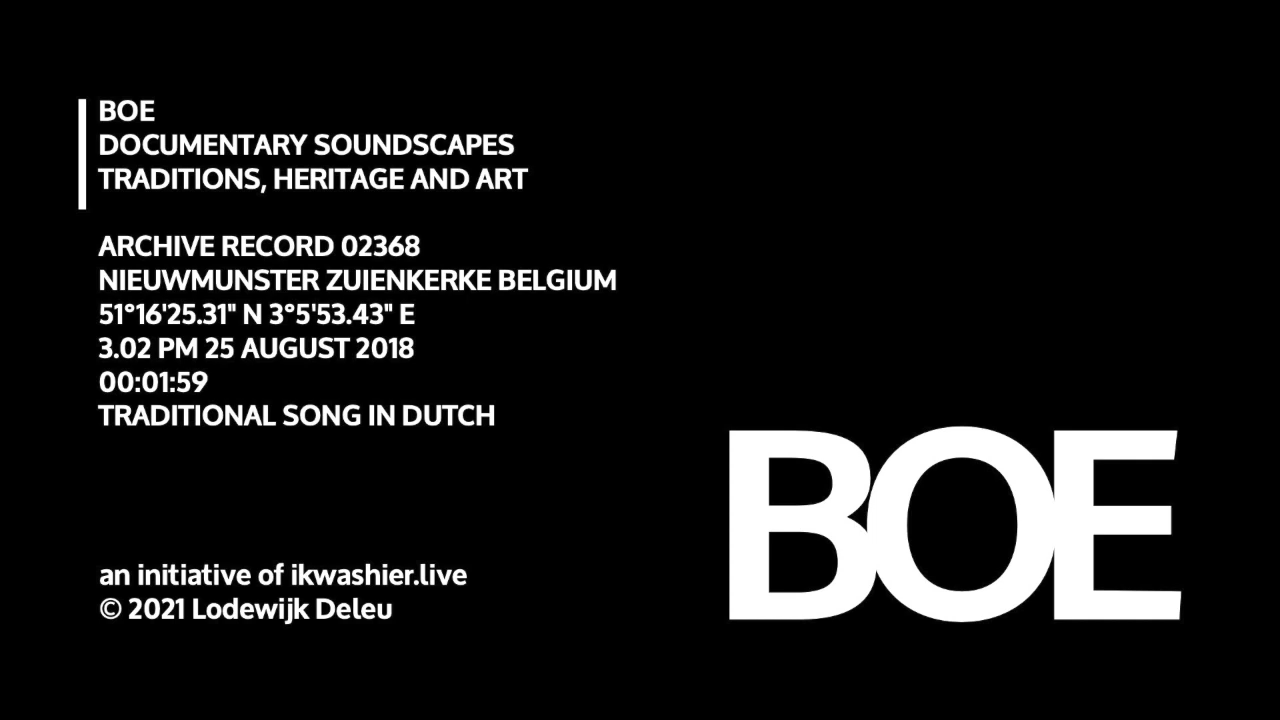 BOE
DOCUMENTARY SOUNDSCAPES
TRADITIONS, HERITAGE AND ART
ARCHIVE RECORD 02368
NIEUWMUNSTER ZUIENKERKE BELGIUM
51°16'25.31" N 3°5'53.43" E
3.02 PM 25 AUGUST 2018
00:01:59
TRADITIONAL SONG IN DUTCH
an initiative of ikwashier.live
© 2021 Lodewijk Deleu
BOE